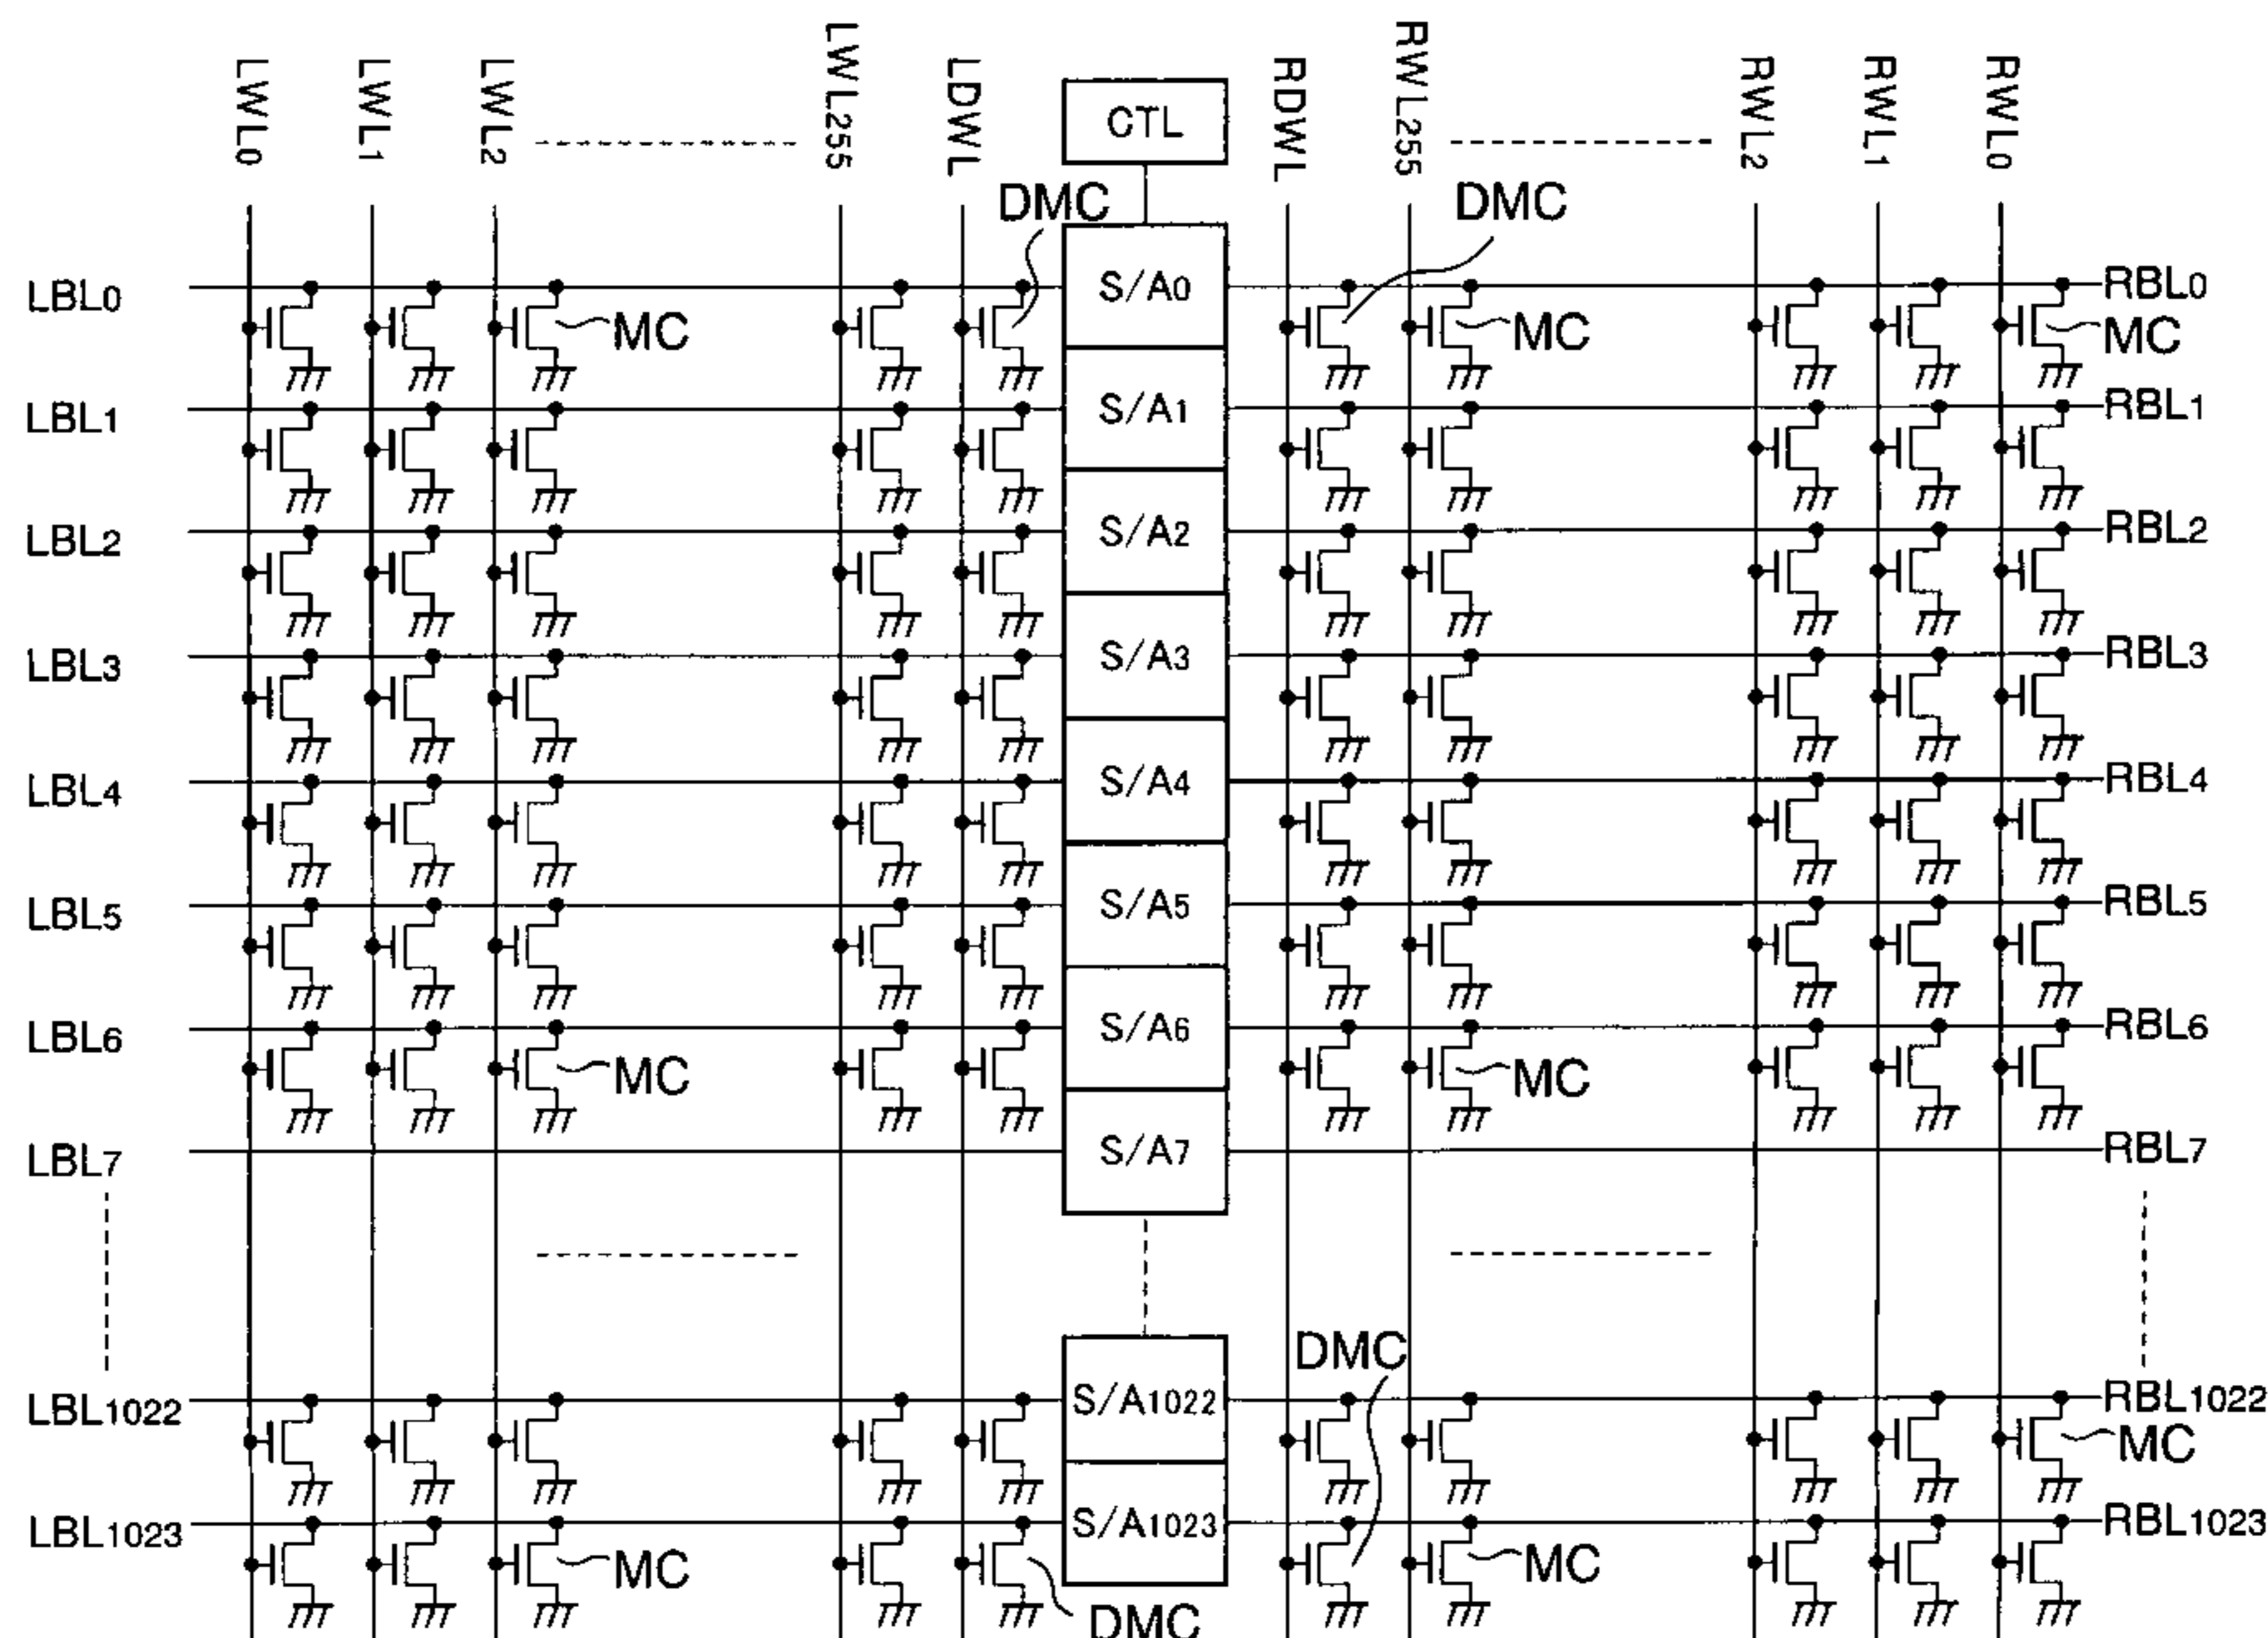 LWL0
LWL1
LWL2
LWL255
LDWL
CTL
RDWL
RWL255
RWL2
RWL1
RWL0
DMC
DMC
LBL0
MC
S/A0
MC
RBL0
MC
LBL1
S/A1
RBL1
LBL2
S/A2
RBL2
LBL3
S/A3
RBL3
LBL4
S/A4
RBL4
LBL5
S/A5
RBL5
LBL6
MC
S/A6
MC
RBL6
LBL7
S/A7
RBL7
DMC
LBL1022
S/A1022
RBL1022
MC
LBL1023
MC
S/A1023
MC
RBL1023
DMC